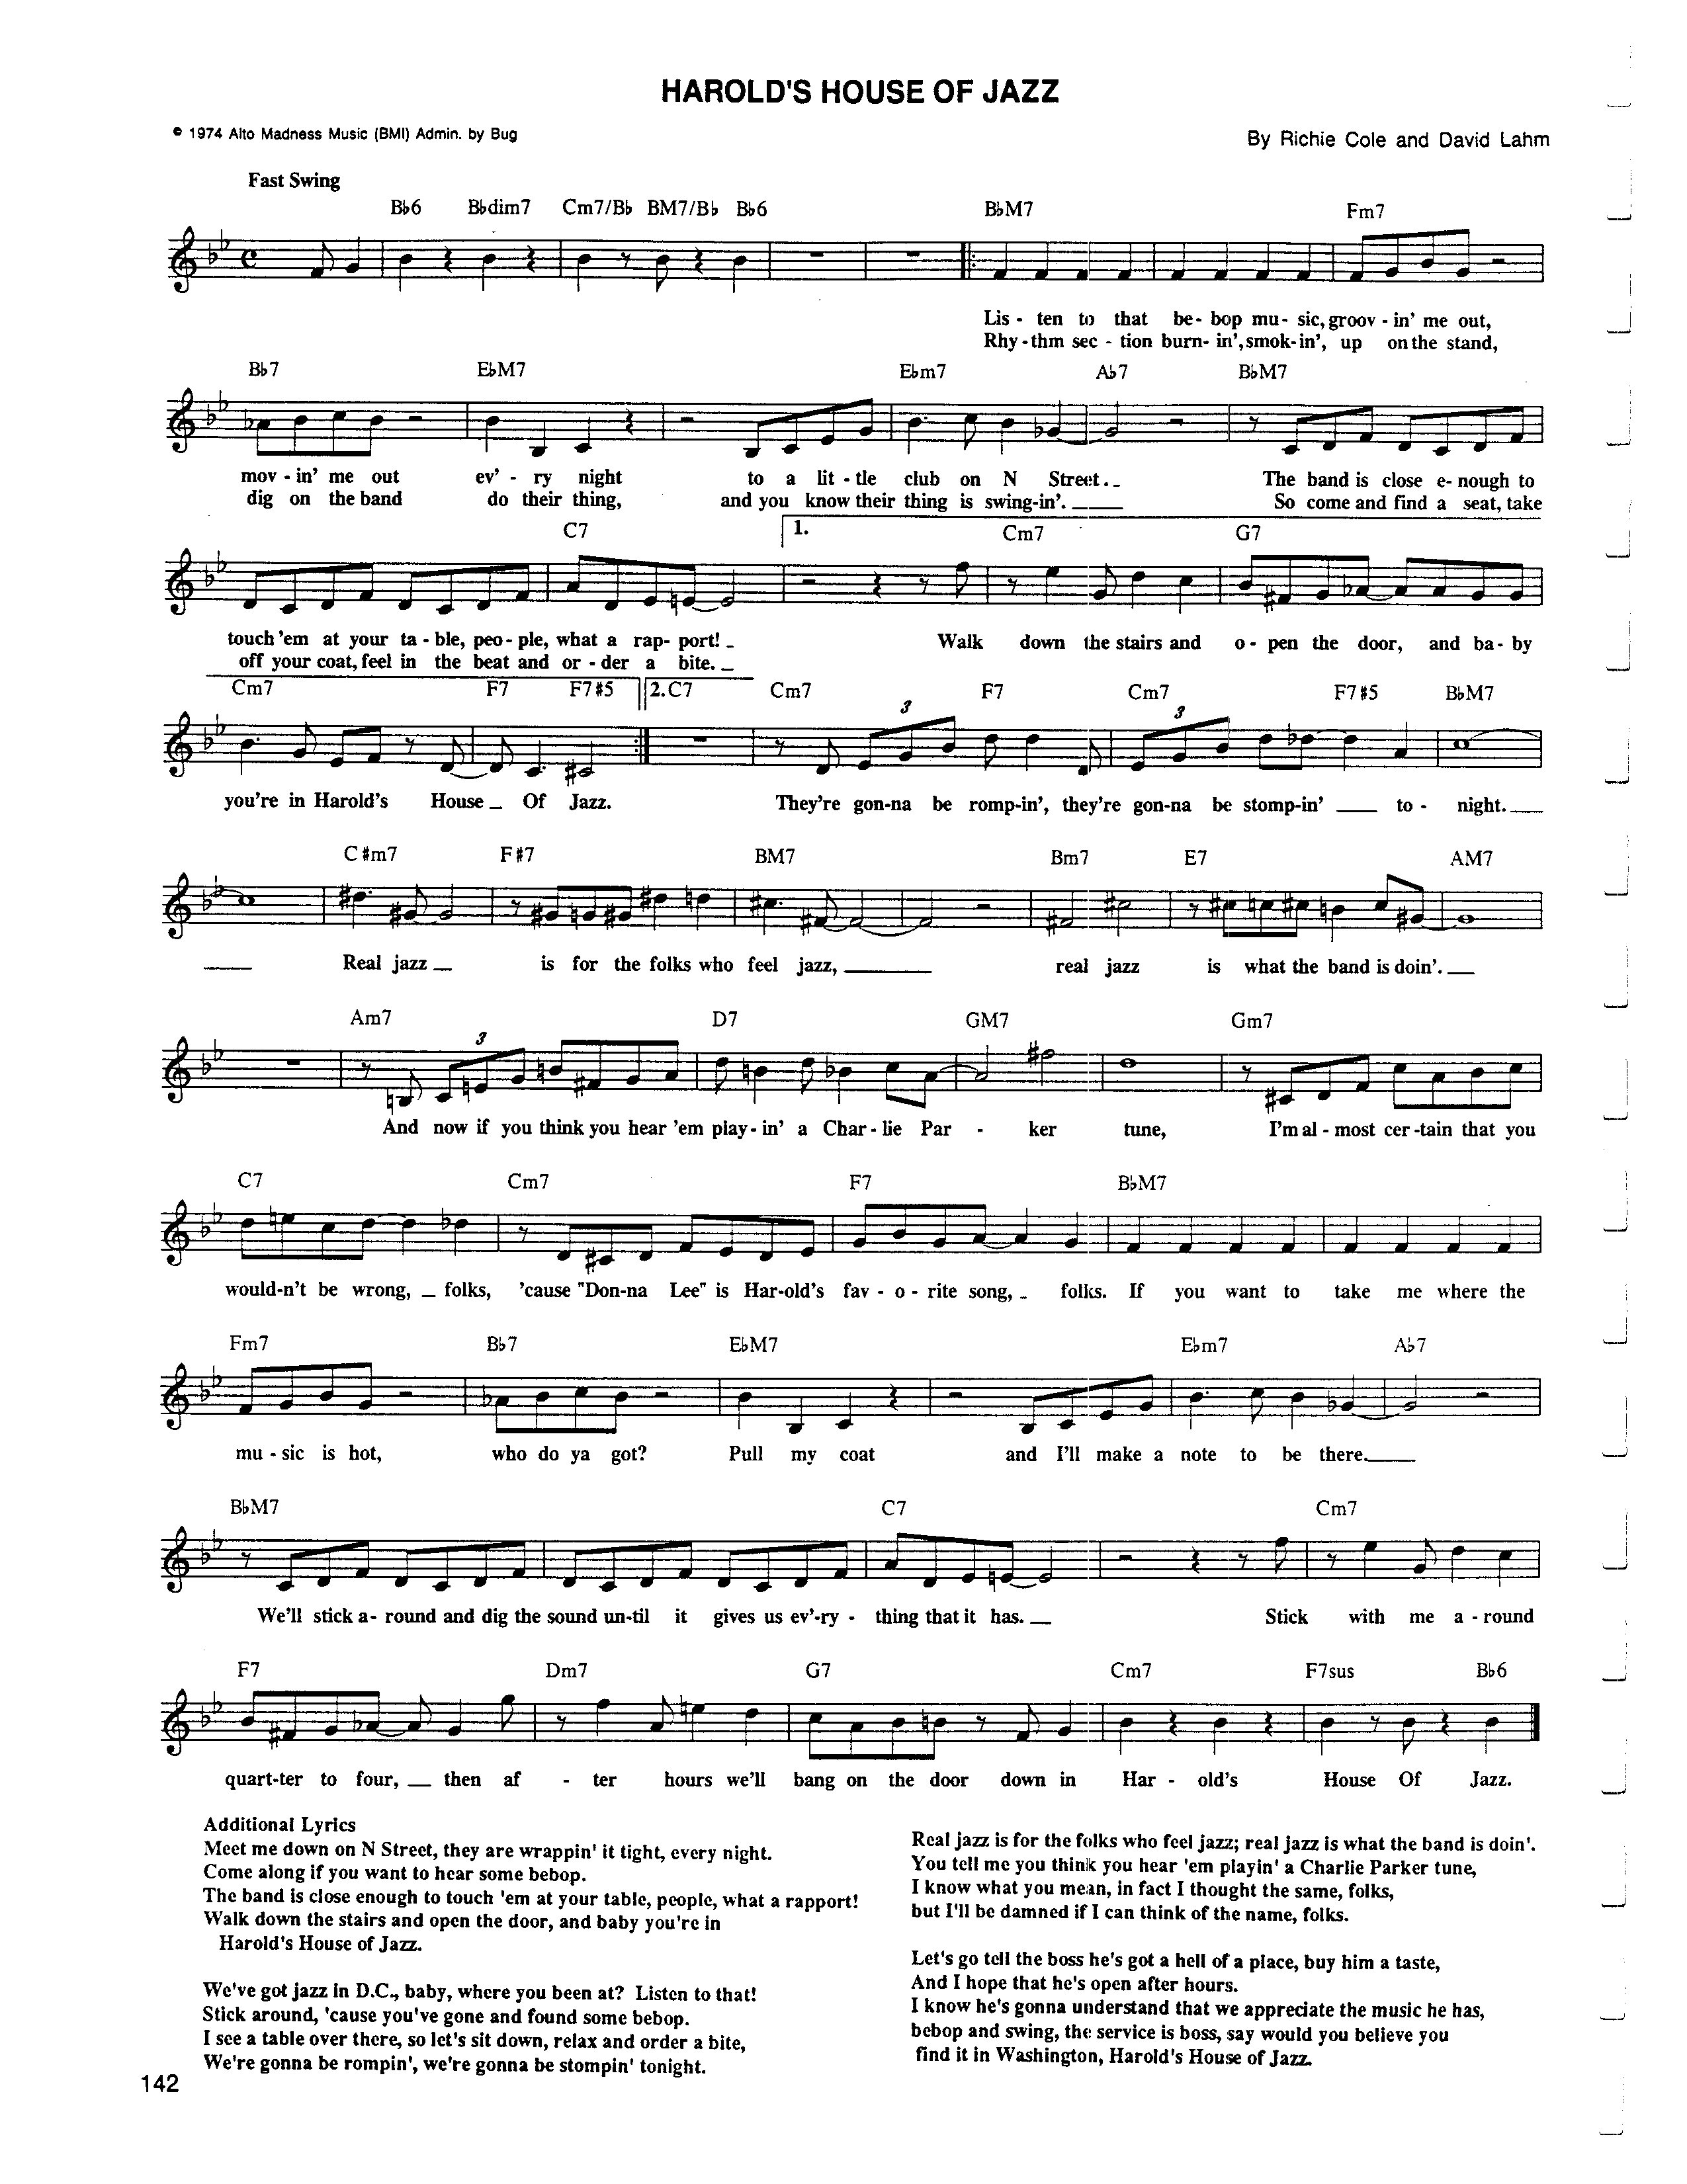 HAROLD'S HOUSE OF JAZZ
© 1974 Alto Madness Music (BMI) Admin. by Bug
By Richie Cole and David Lahm
Fast Swing
B♭6 B♭dim7 Cm7/B♭ BM7/B♭ B♭6 B♭M7 Fm7
Lis - ten to that be- bop mu- sic, groov - in' me out,
Rhy - thm sec - tion burn- in', smok-in', up on the stand,
B♭7 E♭M7 E♭m7 A♭7 B♭M7
mov - in' me out ev' - ry night to a lit - tle club on N Street. _ The band is close e- nough to
dig on the band do their thing, and you know their thing is swing-in'. ____ So come and find a seat, take
C7 1. Cm7 G7
touch 'em at your ta - ble, peo - ple, what a rap- port! _ Walk down the stairs and o - pen the door, and ba - by
off your coat, feel in the beat and or - der a bite. _
Cm7 F7 F7#5 2. C7 Cm7 3 F7 Cm7 3 F7#5 B♭M7
you're in Harold's House _ Of Jazz. They're gon-na be romp-in', they're gon-na be stomp-in' ___ to - night. ___
C#m7 F#7 BM7 Bm7 E7 AM7
____ Real jazz _ is for the folks who feel jazz, ______ real jazz is what the band is doin'. __
Am7 3 D7 GM7 Gm7
And now if you think you hear 'em play - in' a Char - lie Par - ker tune, I'm al - most cer - tain that you
C7 Cm7 F7 B♭M7
would-n't be wrong, _ folks, 'cause "Don-na Lee" is Har-old's fav - o - rite song, _ folks. If you want to take me where the
Fm7 B♭7 E♭M7 E♭m7 A♭7
mu - sic is hot, who do ya got? Pull my coat and I'll make a note to be there. ____
B♭M7 C7 Cm7
We'll stick a- round and dig the sound un-til it gives us ev'-ry - thing that it has. __ Stick with me a - round
F7 Dm7 G7 Cm7 F7sus B♭6
quart-ter to four, __ then af - ter hours we'll bang on the door down in Har - old's House Of Jazz.
Additional Lyrics
Meet me down on N Street, they are wrappin' it tight, every night.
Come along if you want to hear some bebop.
The band is close enough to touch 'em at your table, people, what a rapport!
Walk down the stairs and open the door, and baby you're in
Harold's House of Jazz.
We've got jazz in D.C., baby, where you been at? Listen to that!
Stick around, 'cause you've gone and found some bebop.
I see a table over there, so let's sit down, relax and order a bite,
We're gonna be rompin', we're gonna be stompin' tonight.
Real jazz is for the folks who feel jazz; real jazz is what the band is doin'.
You tell me you think you hear 'em playin' a Charlie Parker tune,
I know what you mean, in fact I thought the same, folks,
but I'll be damned if I can think of the name, folks.
Let's go tell the boss he's got a hell of a place, buy him a taste,
And I hope that he's open after hours.
I know he's gonna understand that we appreciate the music he has,
bebop and swing, the service is boss, say would you believe you
find it in Washington, Harold's House of Jazz.
142